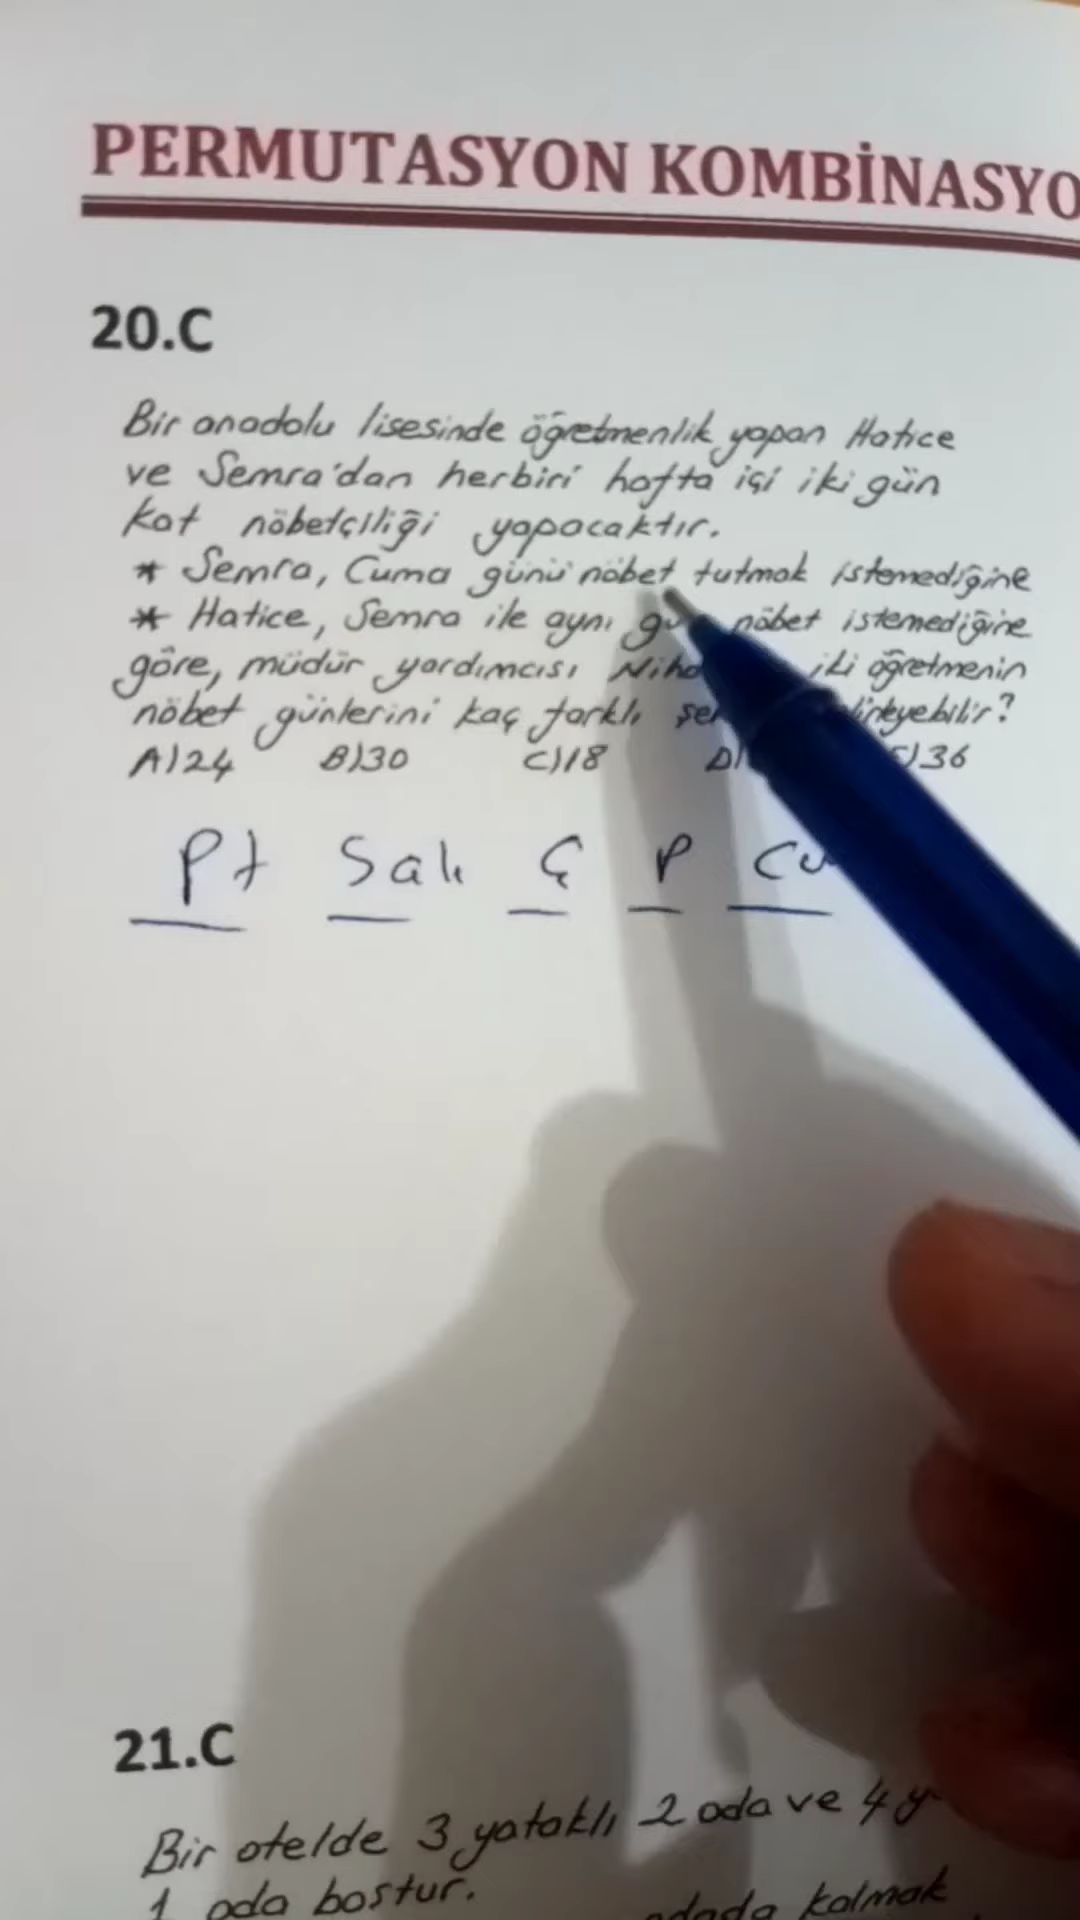 PERMUTASYON KOMBİNASYO
20.C
Bir anadolu lisesinde öğretmenlik yapan Hatice
ve Semra'dan herbiri hafta içi iki gün
kat nöbetçiliği yapacaktır.
* Semra, Cuma günü nöbet tutmak istemediğine
* Hatice, Semra ile aynı nöbet istemediğine
göre, müdür yardımcısı iki öğretmenin
nöbet günlerini kaç farklı
A)24 B)30 C)18 36
Pt Salı Ç P
21.C
Bir otelde 3 yataklı 2 oda ve 4
1 oda boştur. odada kalmak